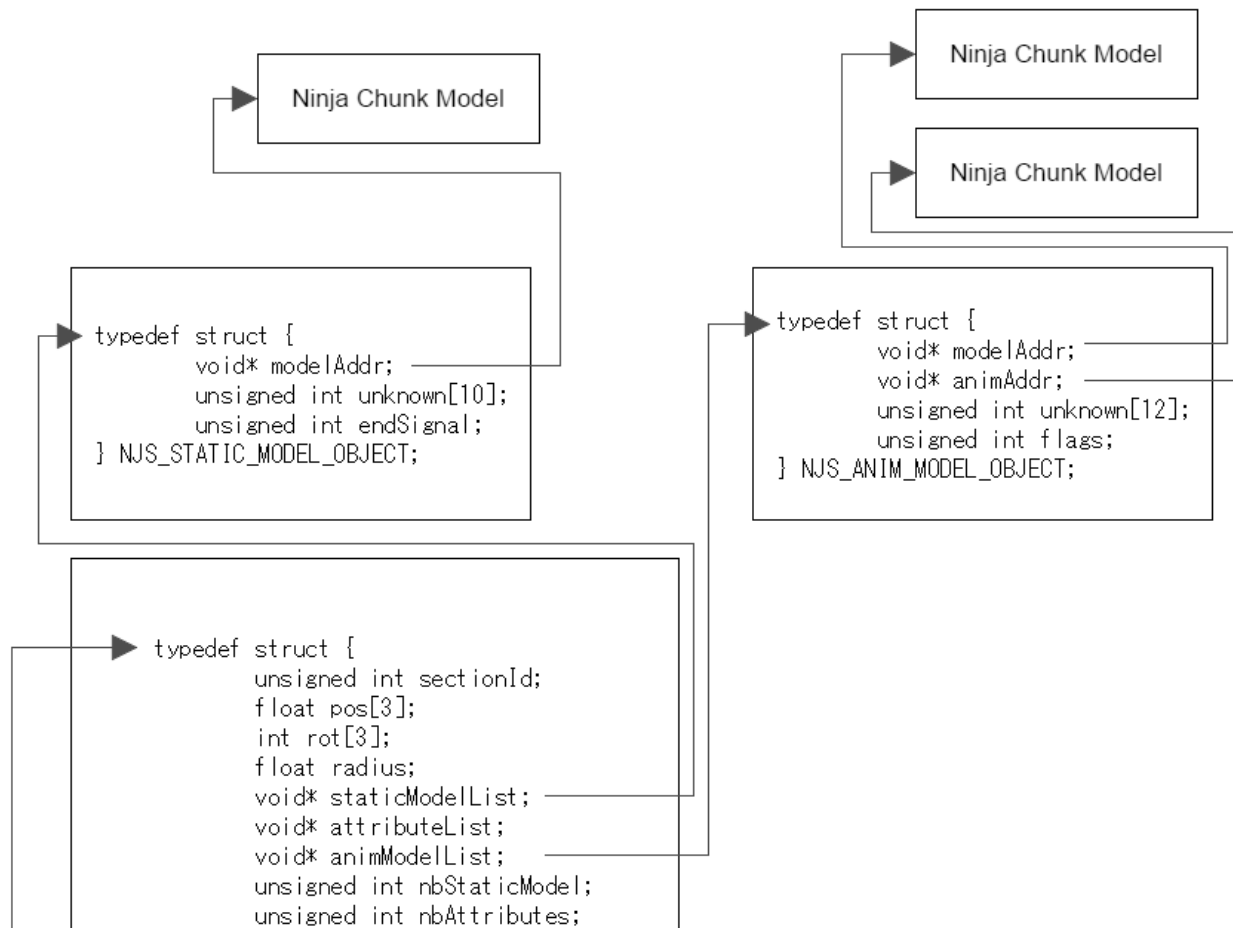 Ninja Chunk Model
Ninja Chunk Model
Ninja Chunk Model
typedef struct {
void* modelAddr;
unsigned int unknown[10];
unsigned int endSignal;
} NJS_STATIC_MODEL_OBJECT;
typedef struct {
void* modelAddr;
void* animAddr;
unsigned int unknown[12];
unsigned int flags;
} NJS_ANIM_MODEL_OBJECT;
typedef struct {
unsigned int sectionId;
float pos[3];
int rot[3];
float radius;
void* staticModelList;
void* attributeList;
void* animModelList;
unsigned int nbStaticModel;
unsigned int nbAttributes;